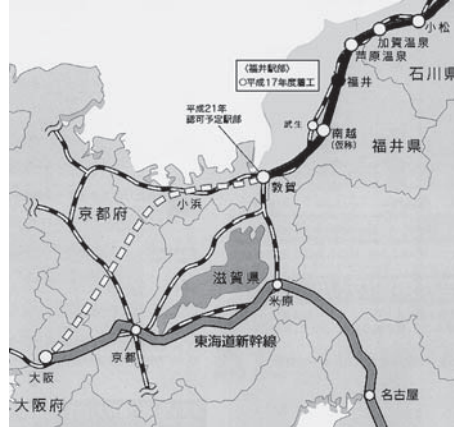 小松
加賀温泉
芦原温泉
石川県
〈福井駅部〉
○平成17年度着工
福井
平成21年
認可予定駅部
武生
南越
(仮称)
福井県
敦賀
小浜
京都府
滋賀県
米原
東海道新幹線
京都
大阪
大阪府
名古屋